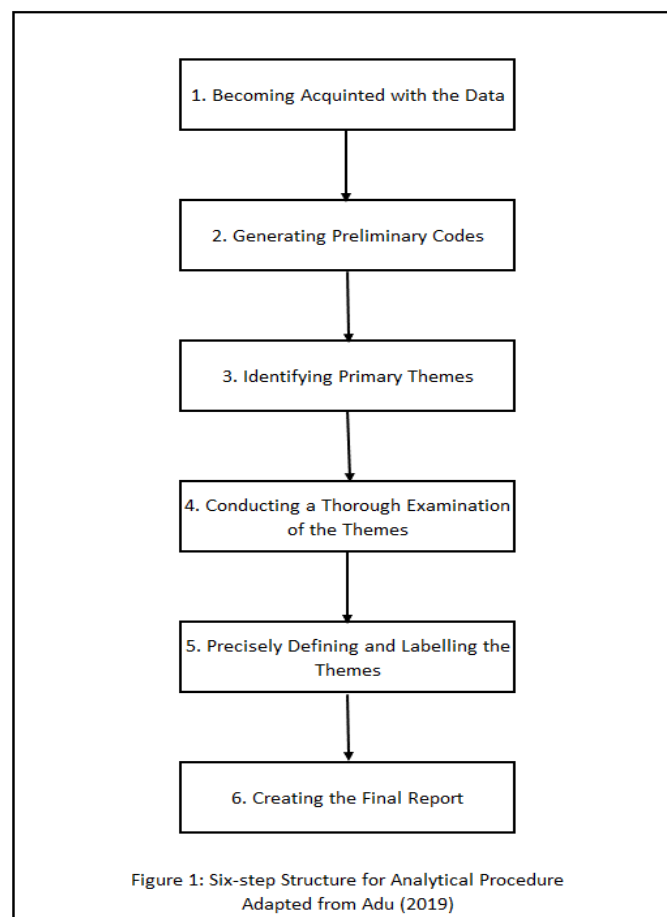 1. Becoming Acquinted with the Data
2. Generating Preliminary Codes
3. Identifying Primary Themes
4. Conducting a Thorough Examination
of the Themes
5. Precisely Defining and Labelling the
Themes
6. Creating the Final Report
Figure 1: Six-step Structure for Analytical Procedure
Adapted from Adu (2019)